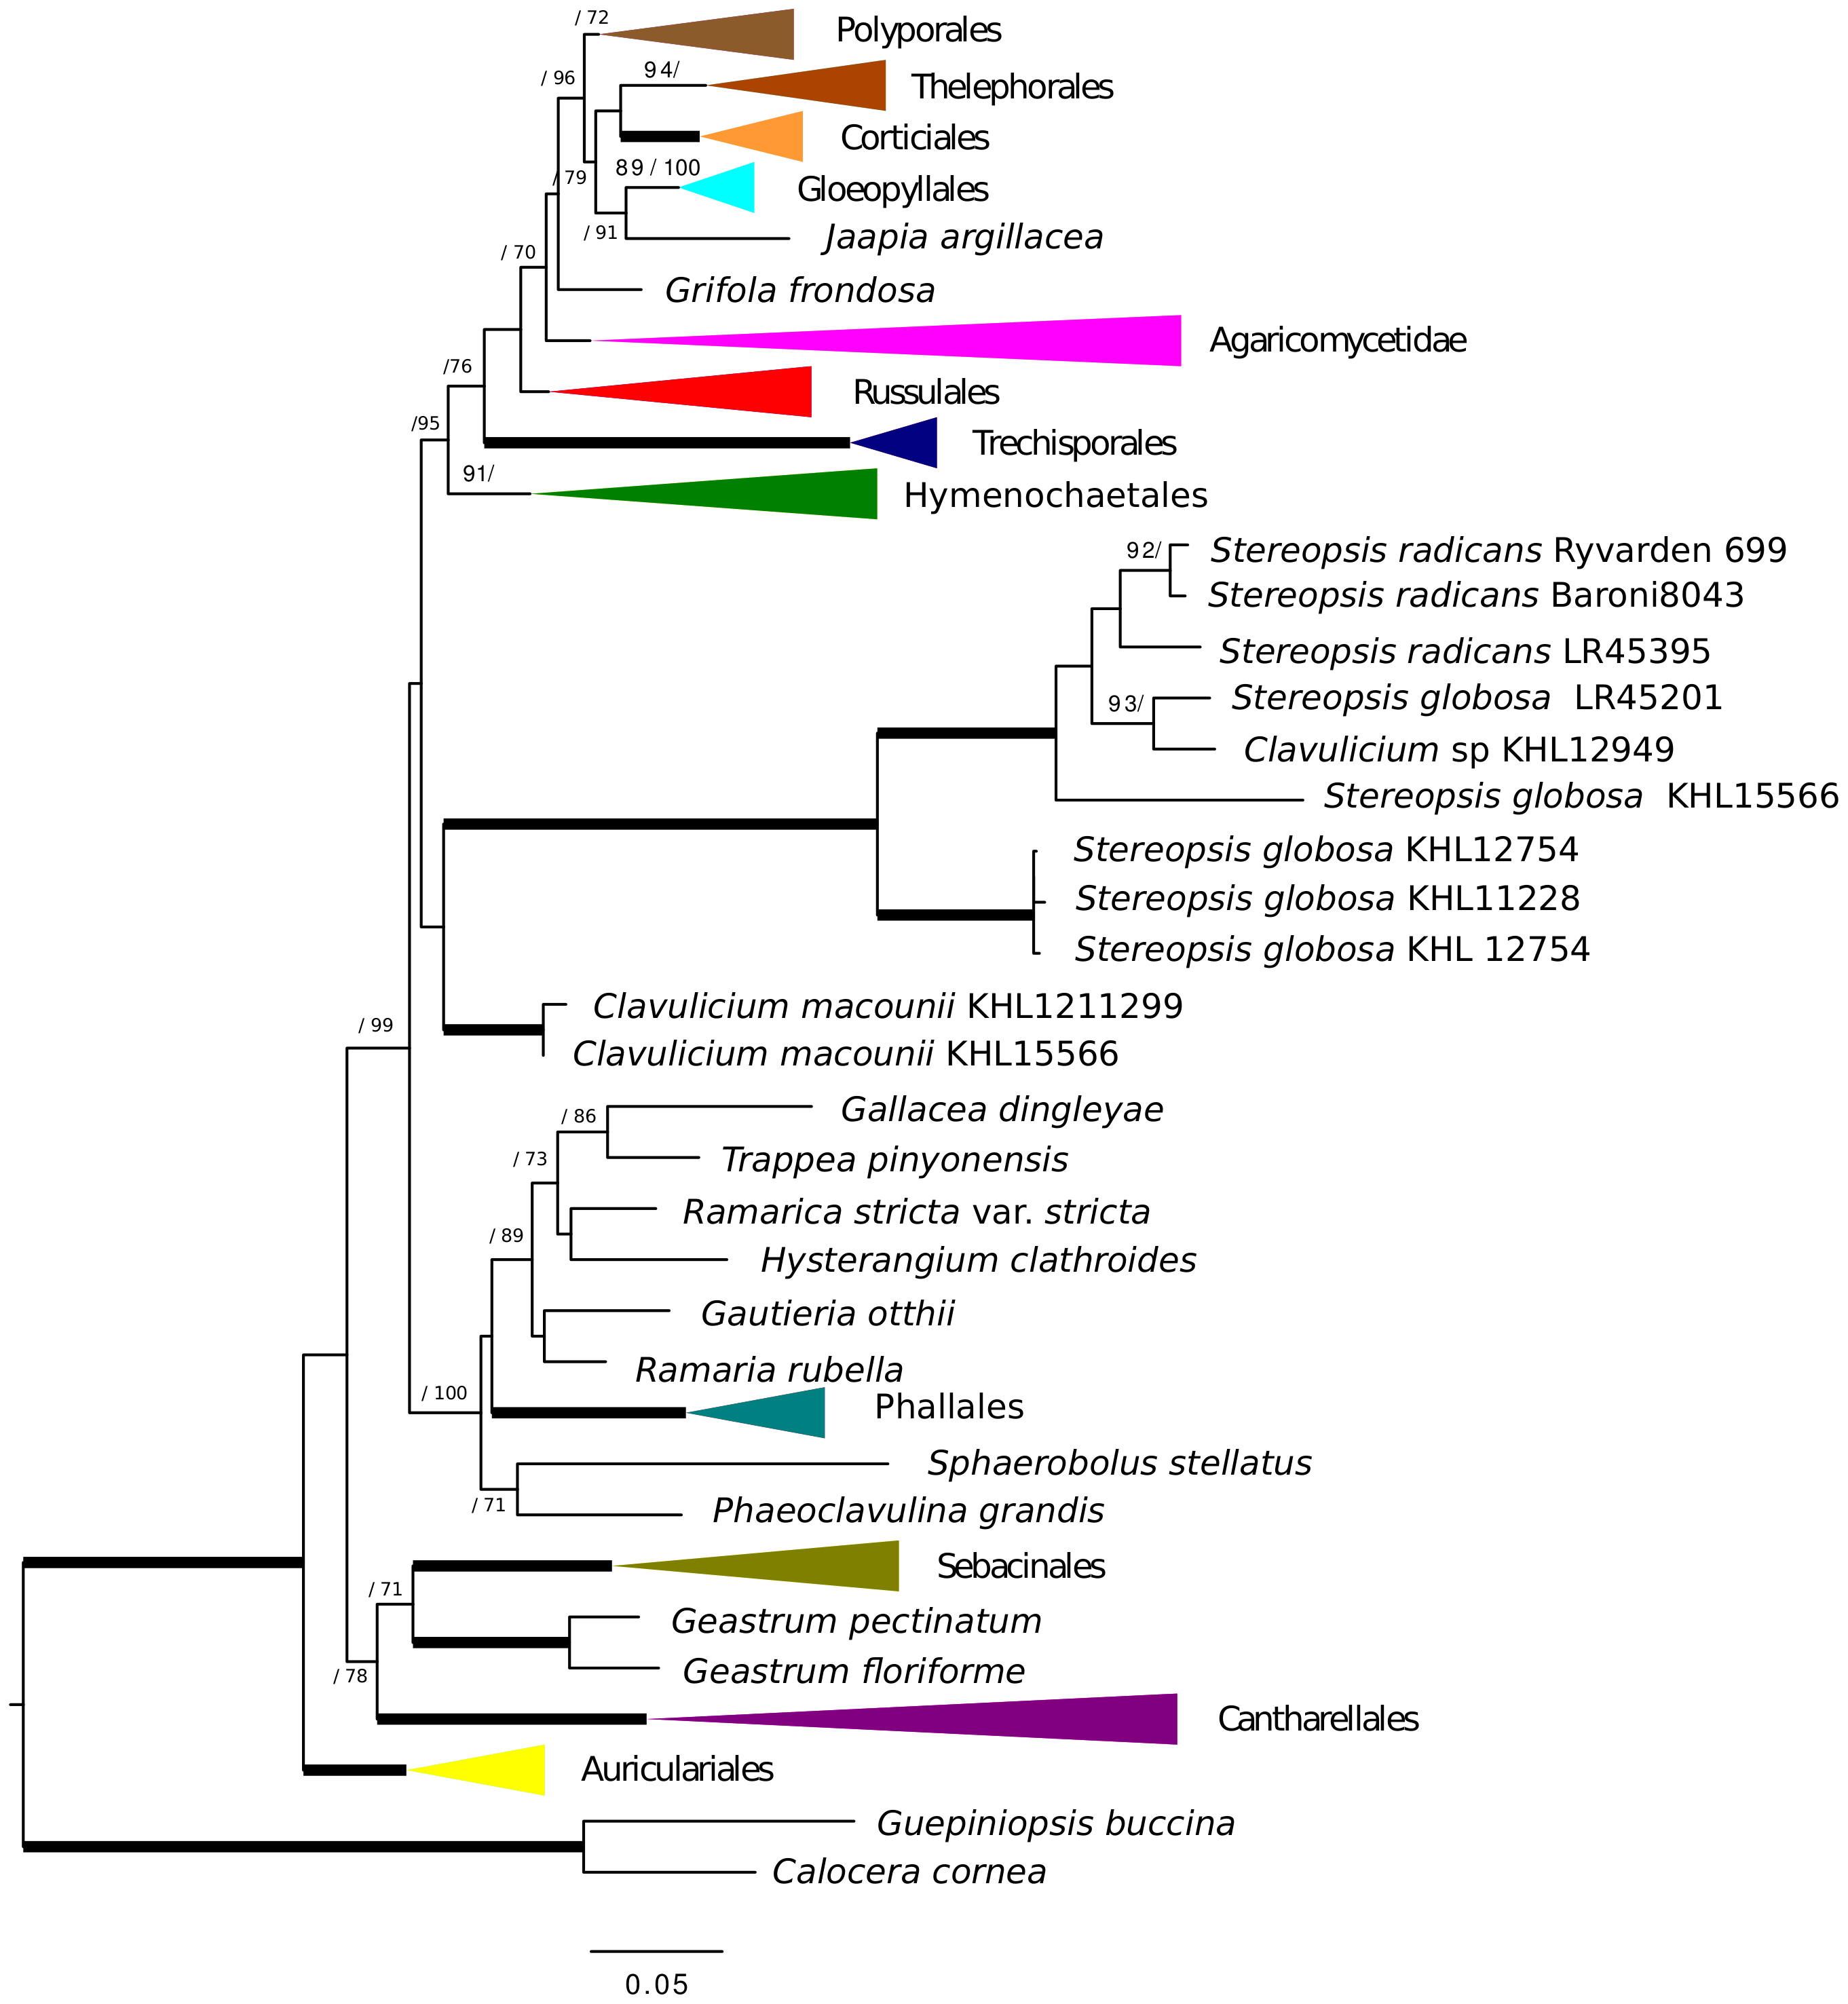 / 72
Polyporales
/ 96
94/
Thelephorales
Corticiales
/ 79
89 / 100
Gloeopyllales
/ 91
Jaapia argillacea
/ 70
Grifola frondosa
Agaricomycetidae
/76
Russulales
/95
Trechisporales
91/
Hymenochaetales
92/
Stereopsis radicans Ryvarden 699
Stereopsis radicans Baroni8043
Stereopsis radicans LR45395
93/
Stereopsis globosa LR45201
Clavulicium sp KHL12949
Stereopsis globosa KHL15566
Stereopsis globosa KHL12754
Stereopsis globosa KHL11228
Stereopsis globosa KHL 12754
Clavulicium macounii KHL1211299
/ 99
Clavulicium macounii KHL15566
/ 86
Gallacea dingleyae
/ 73
Trappea pinyonensis
Ramarica stricta var. stricta
/ 89
Hysterangium clathroides
Gautieria otthii
Ramaria rubella
/ 100
Phallales
Sphaerobolus stellatus
/ 71
Phaeoclavulina grandis
Sebacinales
/ 71
Geastrum pectinatum
/ 78
Geastrum floriforme
Cantharellales
Auriculariales
Guepiniopsis buccina
Calocera cornea
0.05